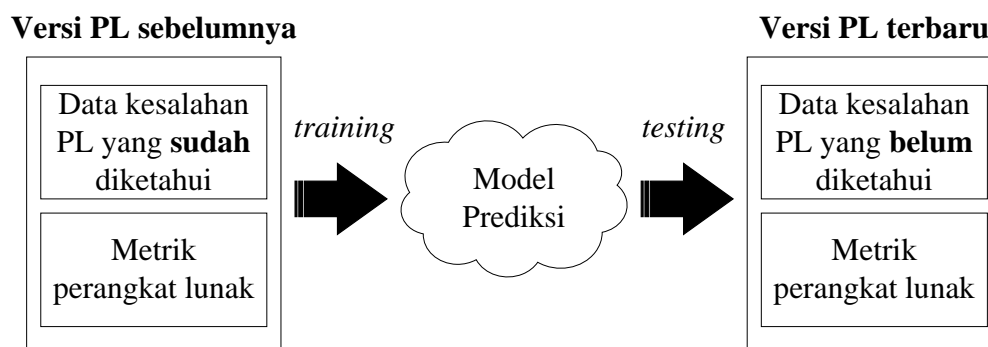 Versi PL sebelumnya
Data kesalahan
PL yang sudah
diketahui
Metrik
perangkat lunak
training
Model
Prediksi
testing
Versi PL terbaru
Data kesalahan
PL yang belum
diketahui
Metrik
perangkat lunak